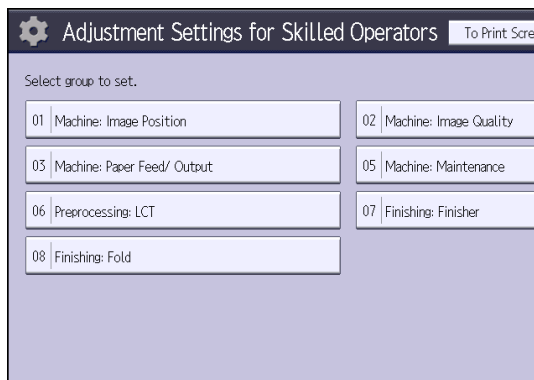 Adjustment Settings for Skilled Operators To Print Scre
Select group to set.
01 Machine: Image Position 02 Machine: Image Quality
03 Machine: Paper Feed/ Output 05 Machine: Maintenance
06 Preprocessing: LCT 07 Finishing: Finisher
08 Finishing: Fold